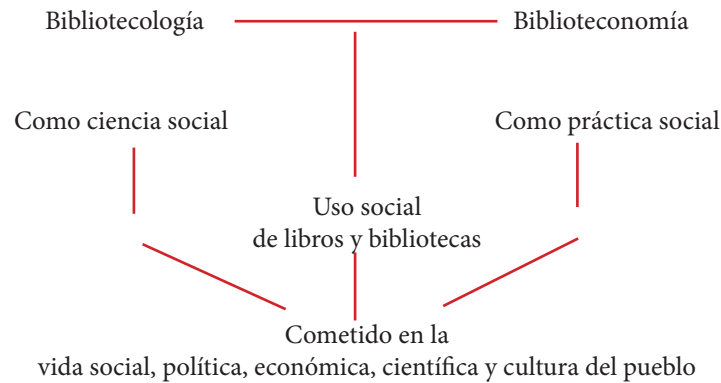 Bibliotecología
Biblioteconomía
Como ciencia social
Como práctica social
Uso social
de libros y bibliotecas
Cometido en la
vida social, política, económica, científica y cultura del pueblo